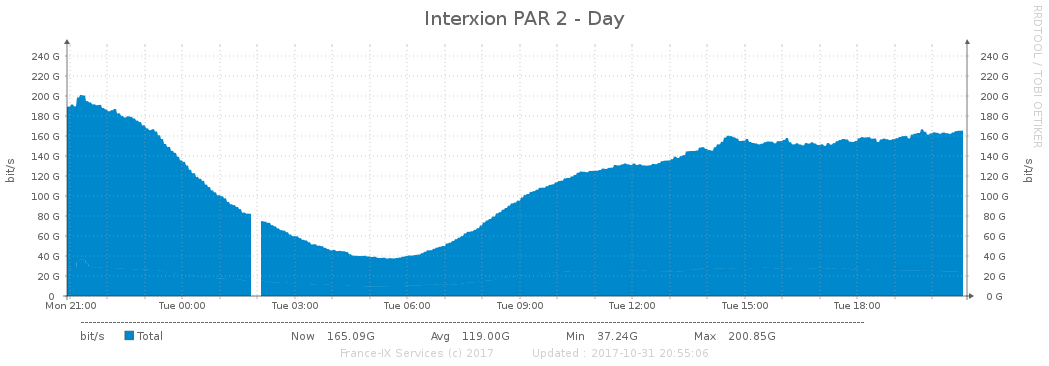 Interxion PAR 2 - Day
RRDTOOL / TOBI OETIKER
bit/s
240 G 240 G
220 G 220 G
200 G 200 G
180 G 180 G
160 G 160 G
140 G 140 G
120 G 120 G
100 G 100 G
80 G 80 G
60 G 60 G
40 G 40 G
20 G 20 G
0 0 G
bit/s
Mon 21:00 Tue 00:00 Tue 03:00 Tue 06:00 Tue 09:00 Tue 12:00 Tue 15:00 Tue 18:00
bit/s Total Now 165.09G Avg 119.00G Min 37.24G Max 200.85G
France-IX Services (c) 2017 Updated : 2017-10-31 20:55:06